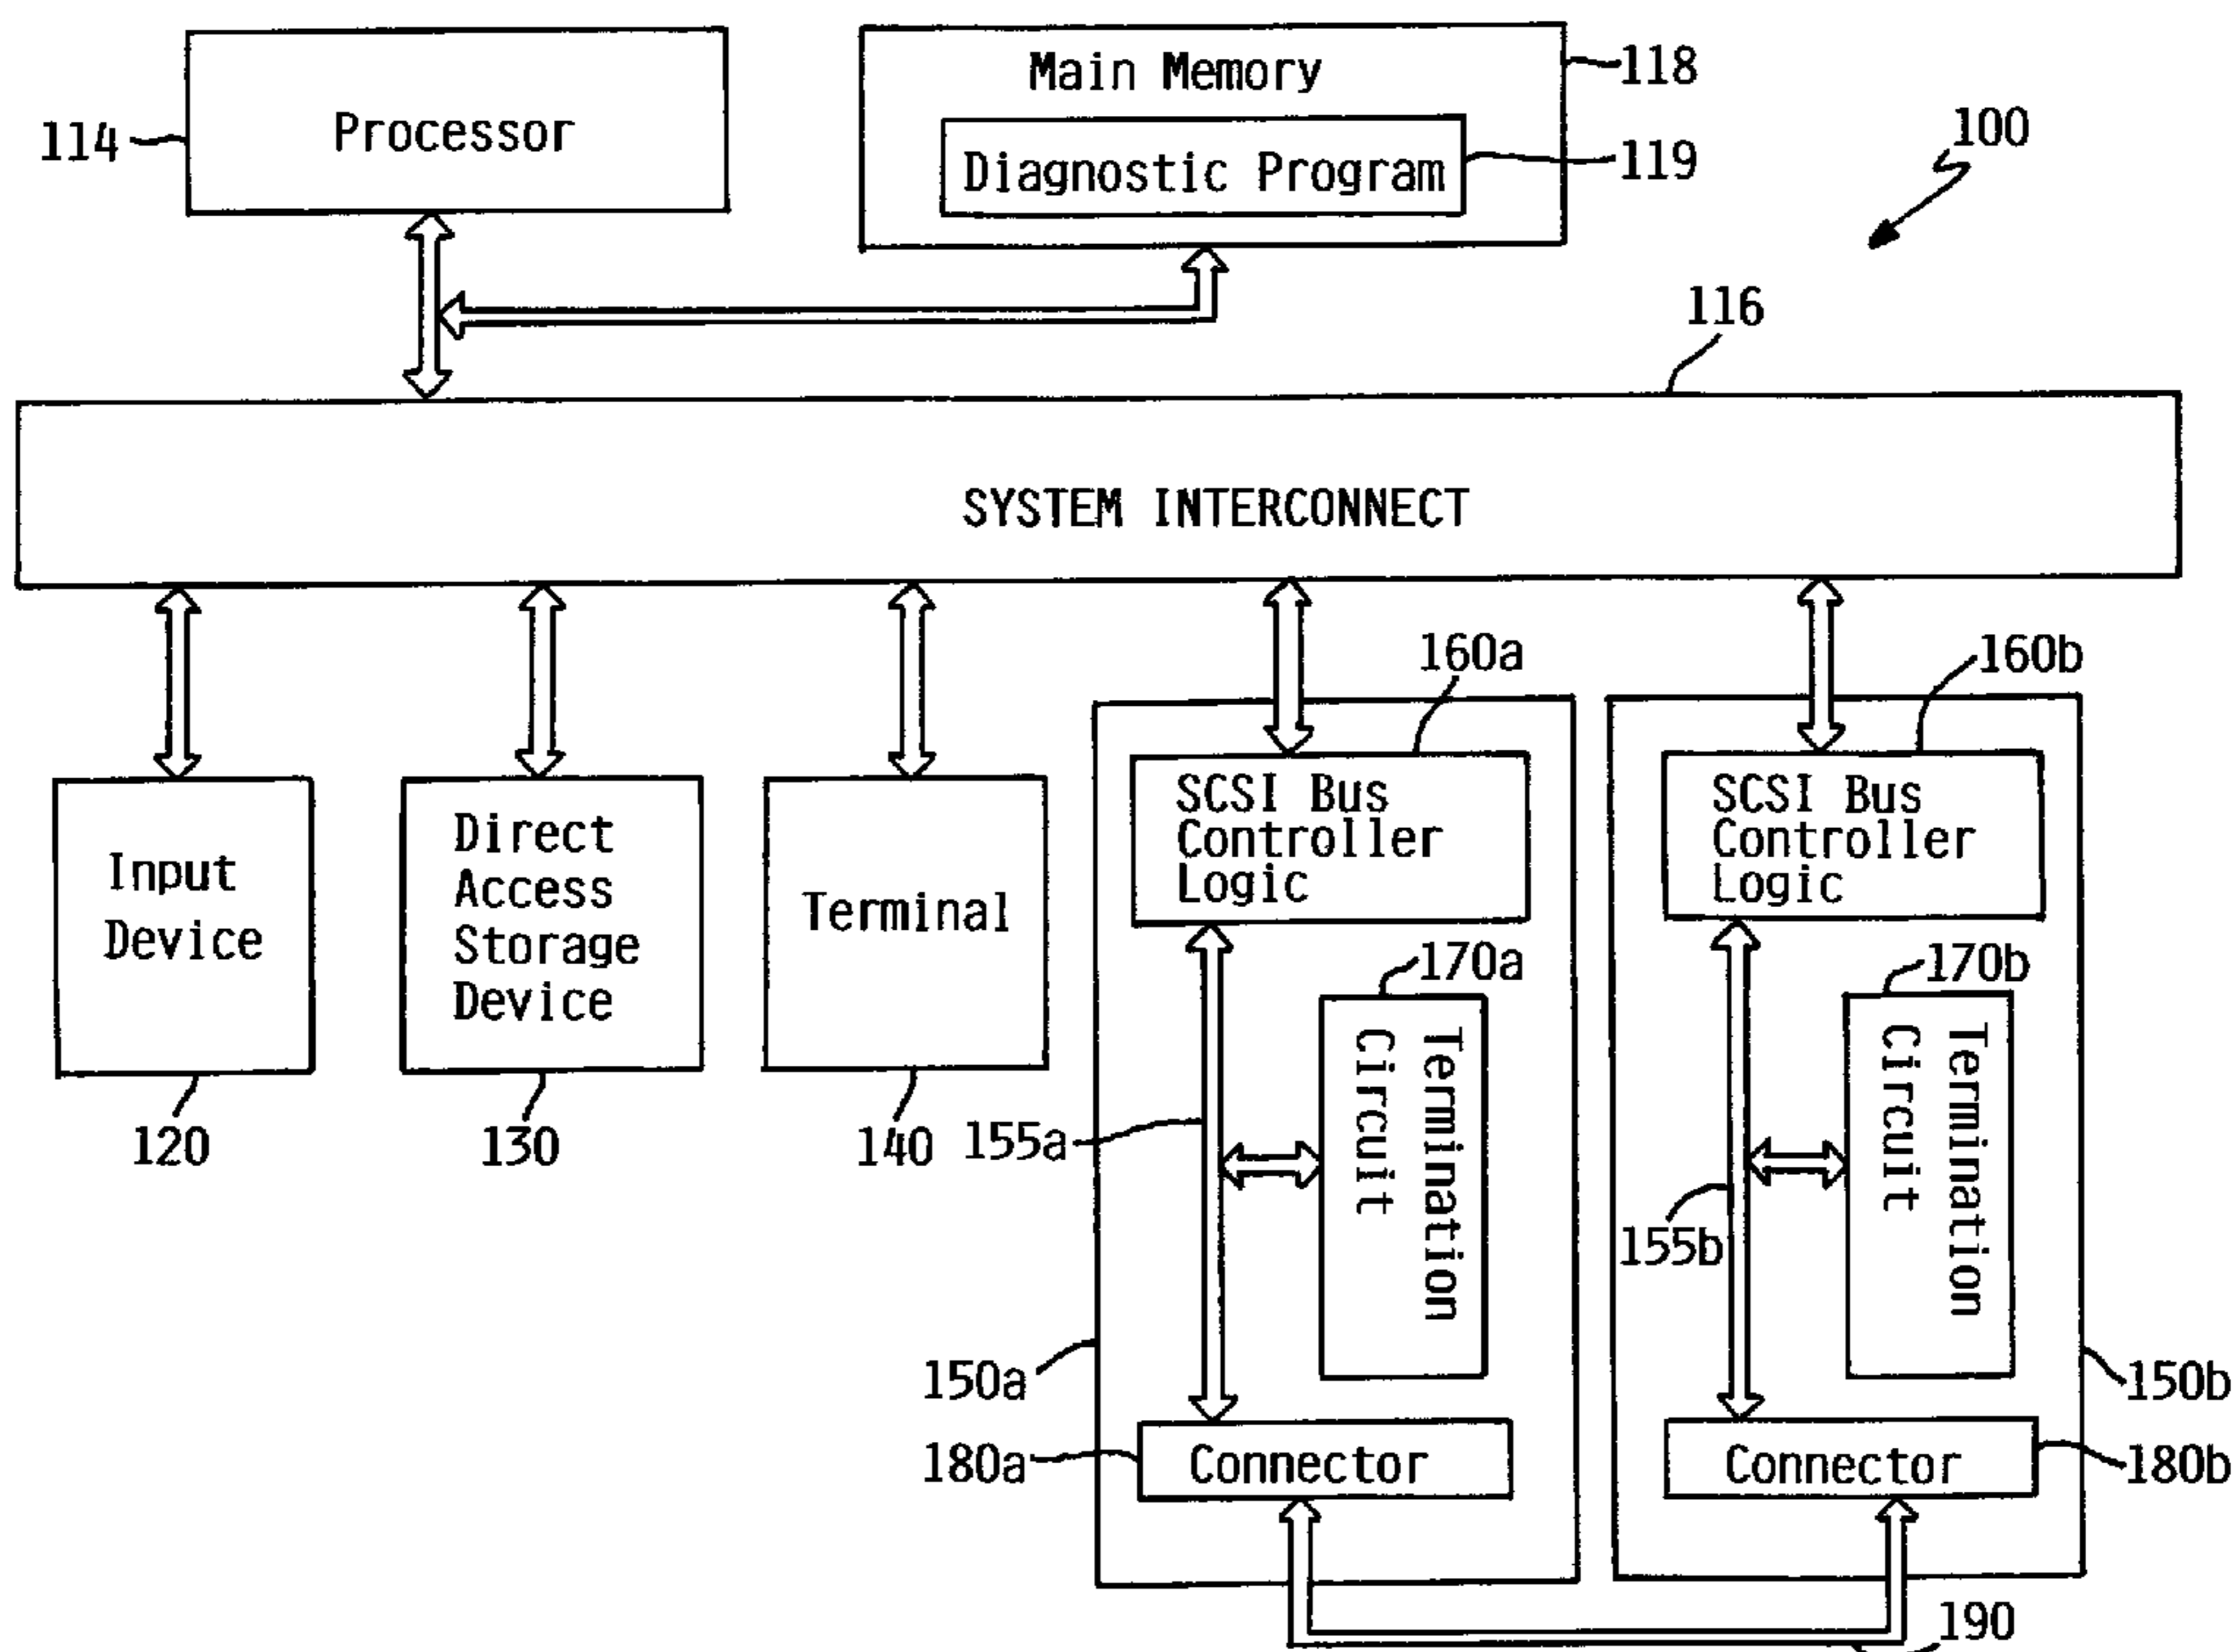 Main Memory
118
Processor
114
Diagnostic Program
119
100
116
SYSTEM INTERCONNECT
160a
160b
Input
Device
Direct
Access
Storage
Device
Terminal
SCSI Bus
Controller
Logic
SCSI Bus
Controller
Logic
170a
170b
Termination
Circuit
Termination
Circuit
120
130
140
155a
155b
150a
150b
180a
Connector
Connector
180b
190